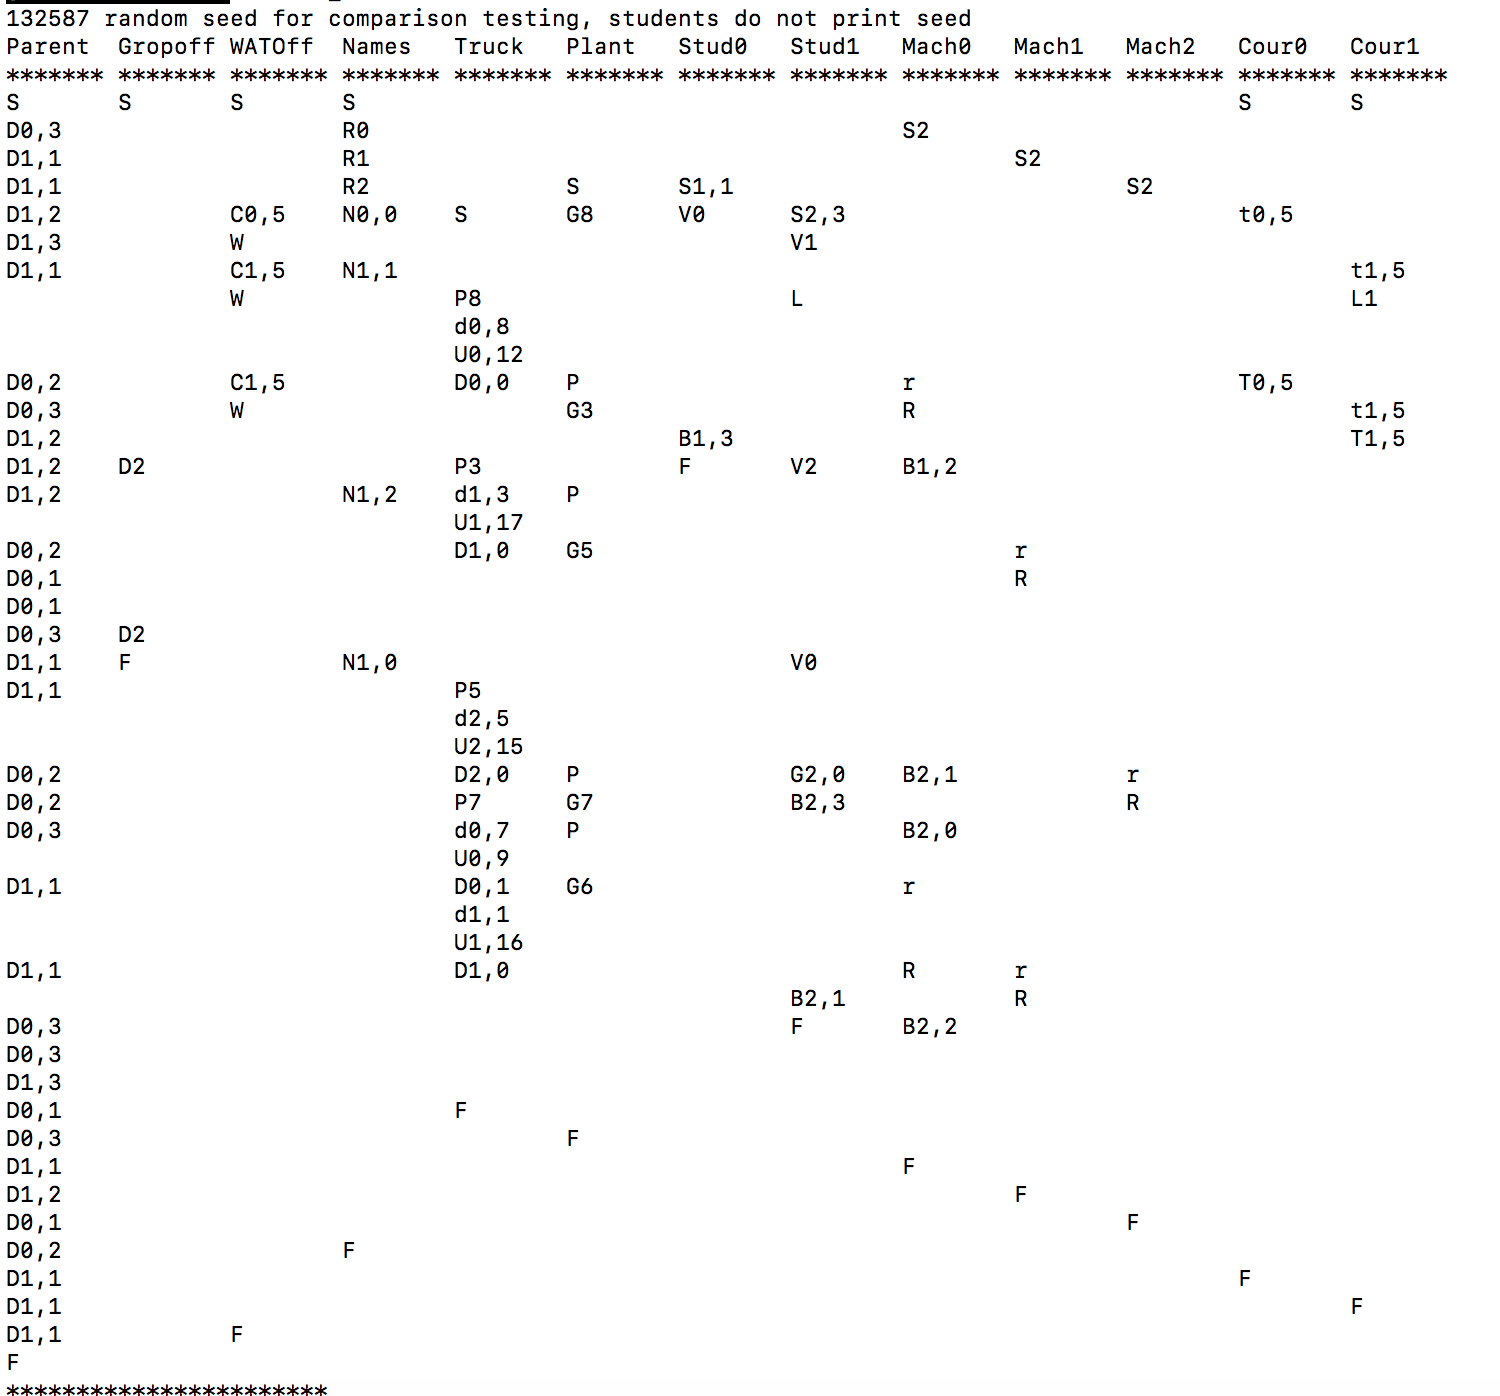 132587 random seed for comparison testing, students do not print seed
Parent  Gropoff WATOff  Names   Truck   Plant   Stud0   Stud1   Mach0   Mach1   Mach2   Cour0   Cour1
******* ******* ******* ******* ******* ******* ******* ******* ******* ******* ******* ******* *******
S       S       S       S                                                               S       S
D0,3                    R0                                      S2
D1,1                    R1                                              S2
D1,1                    R2              S       S1,1                            S2
D1,2            C0,5    N0,0    S       G8      V0      S2,3                            t0,5
D1,3            W                                       V1
D1,1            C1,5    N1,1                                                                    t1,5
                W               P8                      L                                       L1
                                d0,8
                                U0,12
D0,2            C1,5            D0,0    P                       r                       T0,5
D0,3            W                       G3                      R                               t1,5
D1,2                                            B1,3                                            T1,5
D1,2    D2                      P3              F       V2      B1,2
D1,2                    N1,2    d1,3    P
                                U1,17
D0,2                            D1,0    G5                              r
D0,1                                                                    R
D0,1
D0,3    D2
D1,1    F               N1,0                            V0
D1,1                            P5
                                d2,5
                                U2,15
D0,2                            D2,0    P               G2,0    B2,1            r
D0,2                            P7      G7              B2,3                    R
D0,3                            d0,7    P                       B2,0
                                U0,9
D1,1                            D0,1    G6                      r
                                d1,1
                                U1,16
D1,1                            D1,0                            R       r
                                                        B2,1            R
D0,3                                                    F       B2,2
D0,3
D1,3
D0,1                            F
D0,3                                    F
D1,1                                                            F
D1,2                                                                    F
D0,1                                                                            F
D0,2                    F
D1,1                                                                                    F
D1,1                                                                                            F
D1,1            F
F
***********************